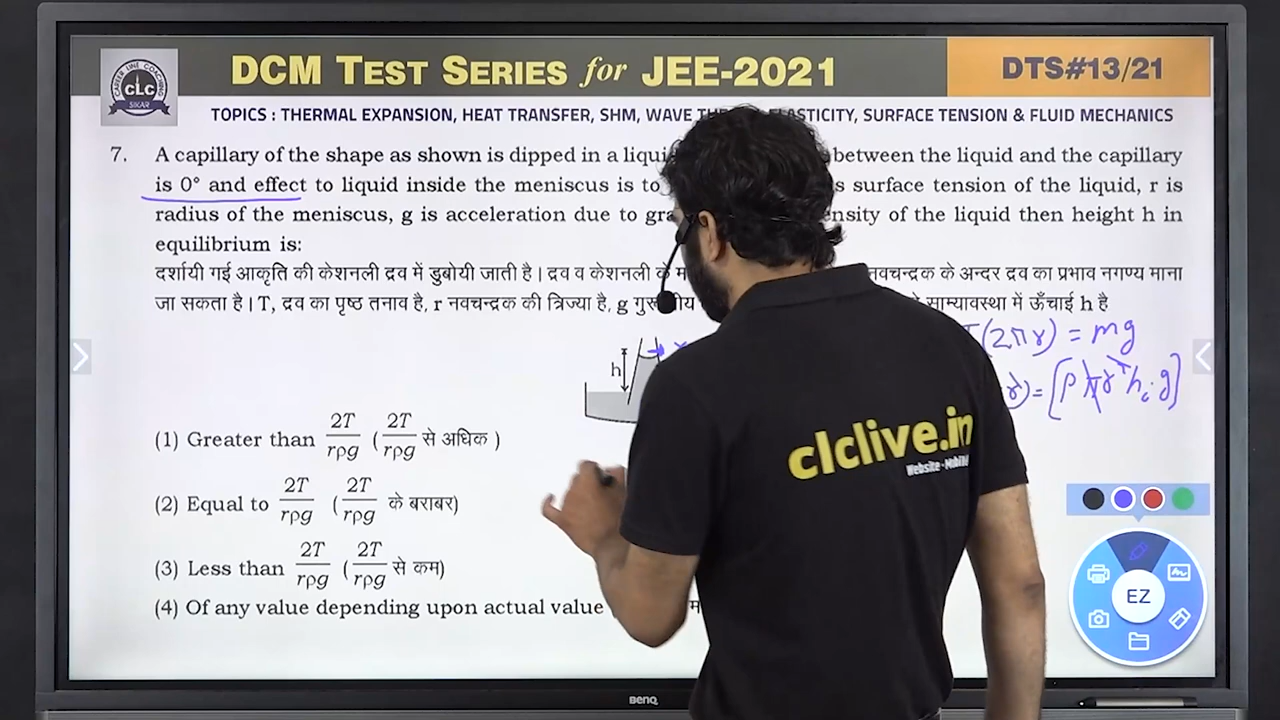 DCM TEST SERIES for JEE-2021
DTS#13/21
CAREER LINE COACHING
CLC
SIKAR
TOPICS : THERMAL EXPANSION, HEAT TRANSFER, SHM, WAVE SURFACE TENSION & FLUID MECHANICS
7. A capillary of the shape as shown is dipped in a between the liquid and the capillary
is 0° and effect to liquid inside the meniscus is to surface tension of the liquid, r is
radius of the meniscus, g is acceleration due to of the liquid then height h in
equilibrium is:
दर्शायी गई आकृति की केशनली द्रव में डुबोयी जाती है। द्रव व केशनली के नवचन्द्रक के अन्दर द्रव का प्रभाव नगण्य माना
जा सकता है। T, द्रव का पृष्ठ तनाव है, r नवचन्द्रक की त्रिज्या है, g साम्यावस्था में ऊँचाई h है
(2πr) = mg
h
(1) Greater than 2T/rρg (2T/rρg से अधिक )
(2) Equal to 2T/rρg (2T/rρg के बराबर)
(3) Less than 2T/rρg (2T/rρg से कम)
(4) Of any value depending upon actual value
clclive.in
EZ
BenQ